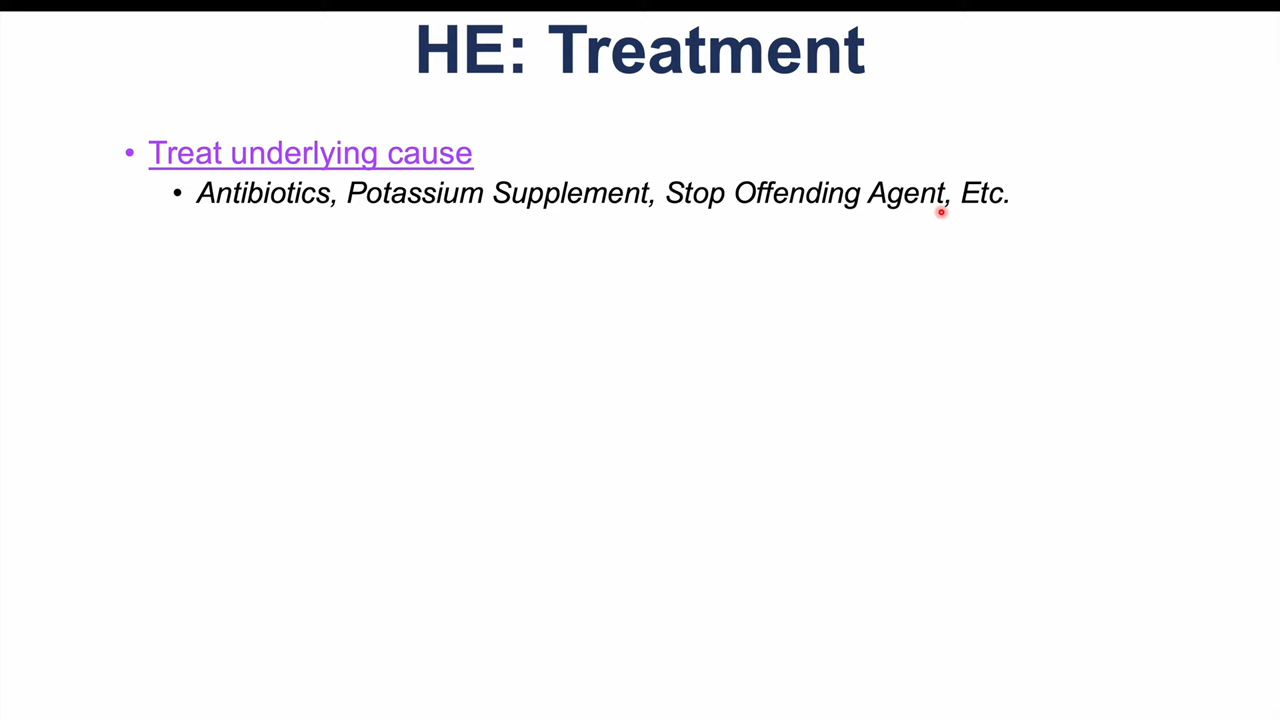 HE: Treatment
• Treat underlying cause
• Antibiotics, Potassium Supplement, Stop Offending Agent, Etc.